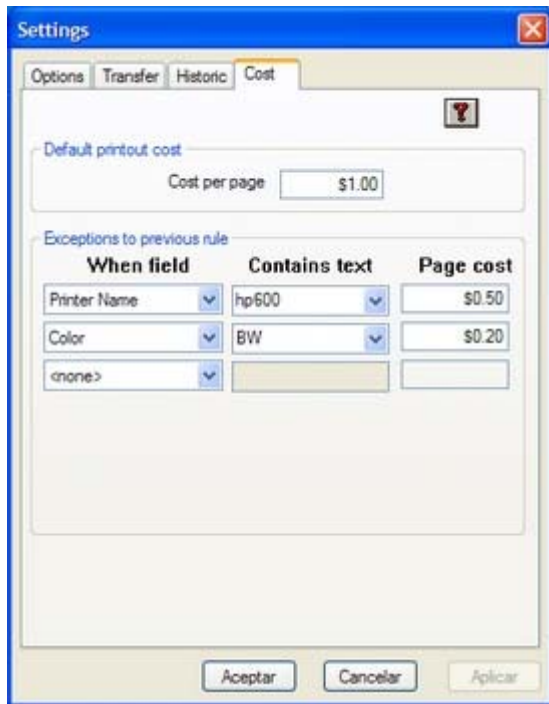 Settings
Options Transfer Historic Cost
?
Default printout cost
Cost per page $1.00
Exceptions to previous rule
When field Contains text Page cost
Printer Name hp600 $0.50
Color BW $0.20
<none>
Aceptar Cancelar Aplicar